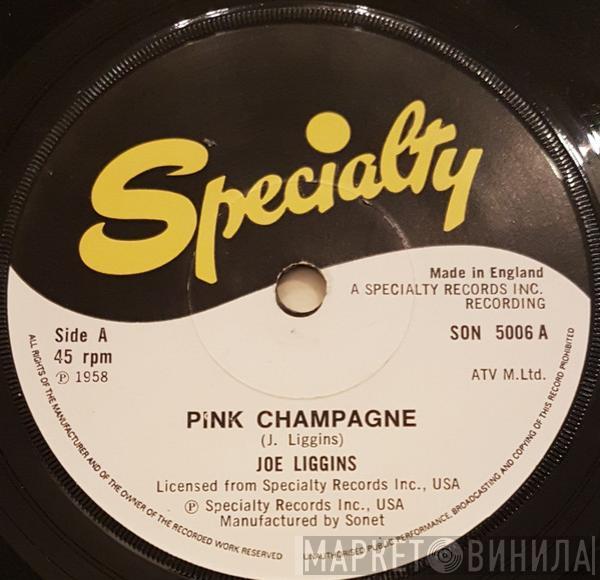 Specialty
Made in England
A SPECIALTY RECORDS INC.
RECORDING
Side A
45 rpm
℗ 1958
SON 5006 A
ATV M.Ltd.
PINK CHAMPAGNE
(J. Liggins)
JOE LIGGINS
Licensed from Specialty Records Inc., USA
℗ Specialty Records Inc., USA
Manufactured by Sonet
ALL RIGHTS OF THE MANUFACTURER AND OF THE OWNER OF THE RECORDED WORK RESERVED
UNAUTHORISED PUBLIC PERFORMANCE, BROADCASTING AND COPYING OF THIS RECORD PROHIBITED
МАРКЕТ ВИНИЛА